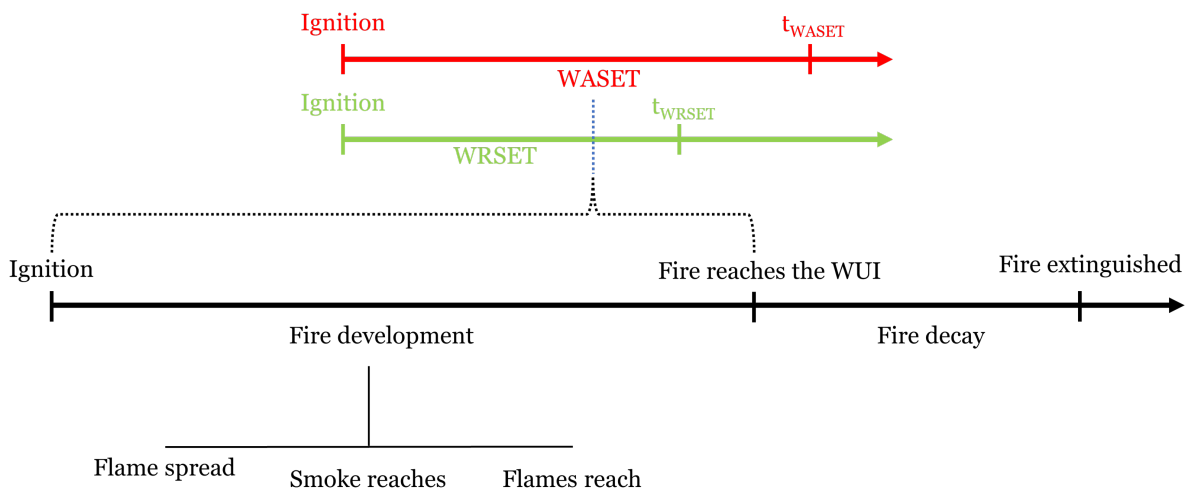 Ignition
tWASET
WASET
Ignition
tWRSET
WRSET
Ignition
Fire reaches the WUI
Fire extinguished
Fire development
Fire decay
Flame spread
Smoke reaches
Flames reach